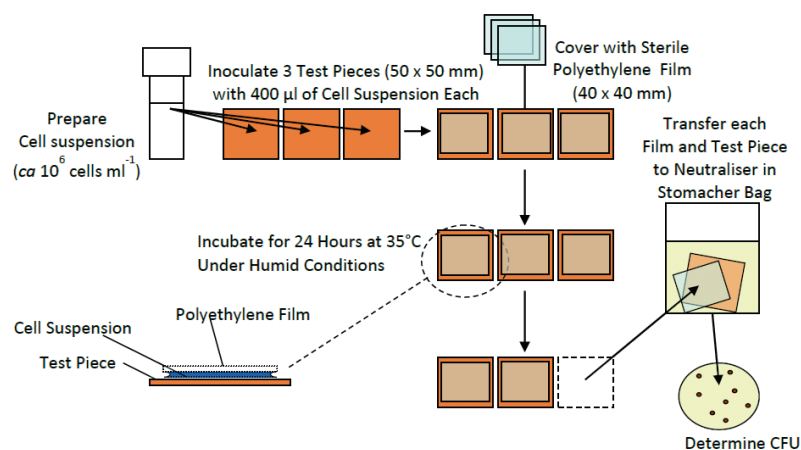 Prepare
Cell suspension
(ca 10⁶ cells ml⁻¹)
Inoculate 3 Test Pieces (50 x 50 mm)
with 400 µl of Cell Suspension Each
Cover with Sterile
Polyethylene Film
(40 x 40 mm)
Transfer each
Film and Test Piece
to Neutraliser in
Stomacher Bag
Incubate for 24 Hours at 35°C
Under Humid Conditions
Polyethylene Film
Cell Suspension
Test Piece
Determine CFU